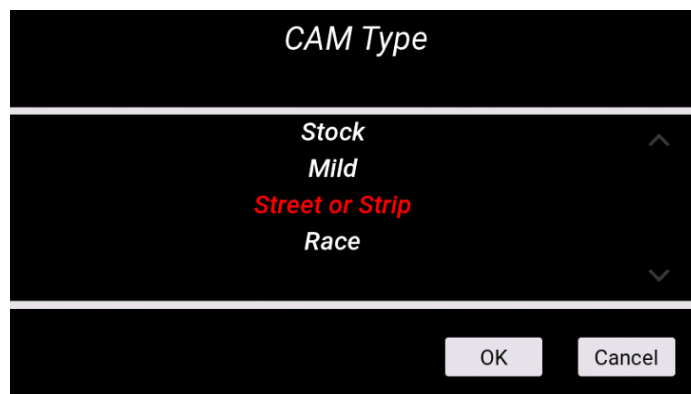 CAM Type
Stock
Mild
Street or Strip
Race
OK Cancel